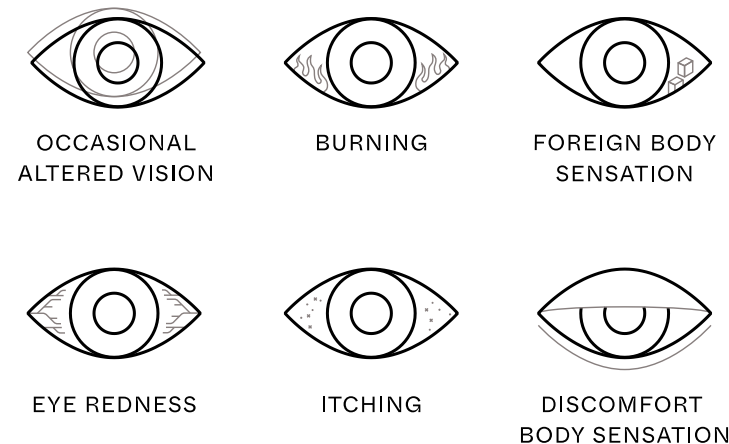 OCCASIONAL
ALTERED VISION
BURNING
FOREIGN BODY
SENSATION
EYE REDNESS
ITCHING
DISCOMFORT
BODY SENSATION